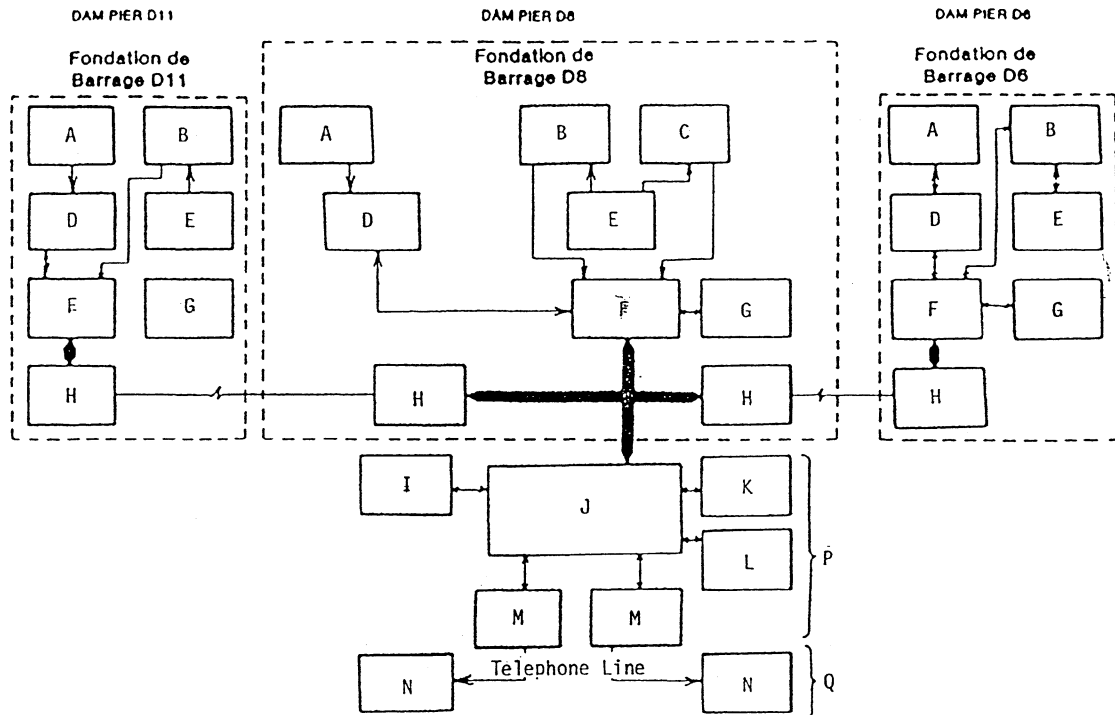 DAM PIER D11
DAM PIER D8
DAM PIER D6
Fondation de
Barrage D11
Fondation de
Barrage D8
Fondation de
Barrage D6
A B
A B C
A B
D E
D E
D E
F G
F G
F G
H H H H
I J K
L
P
M M
Telephone Line
N N Q